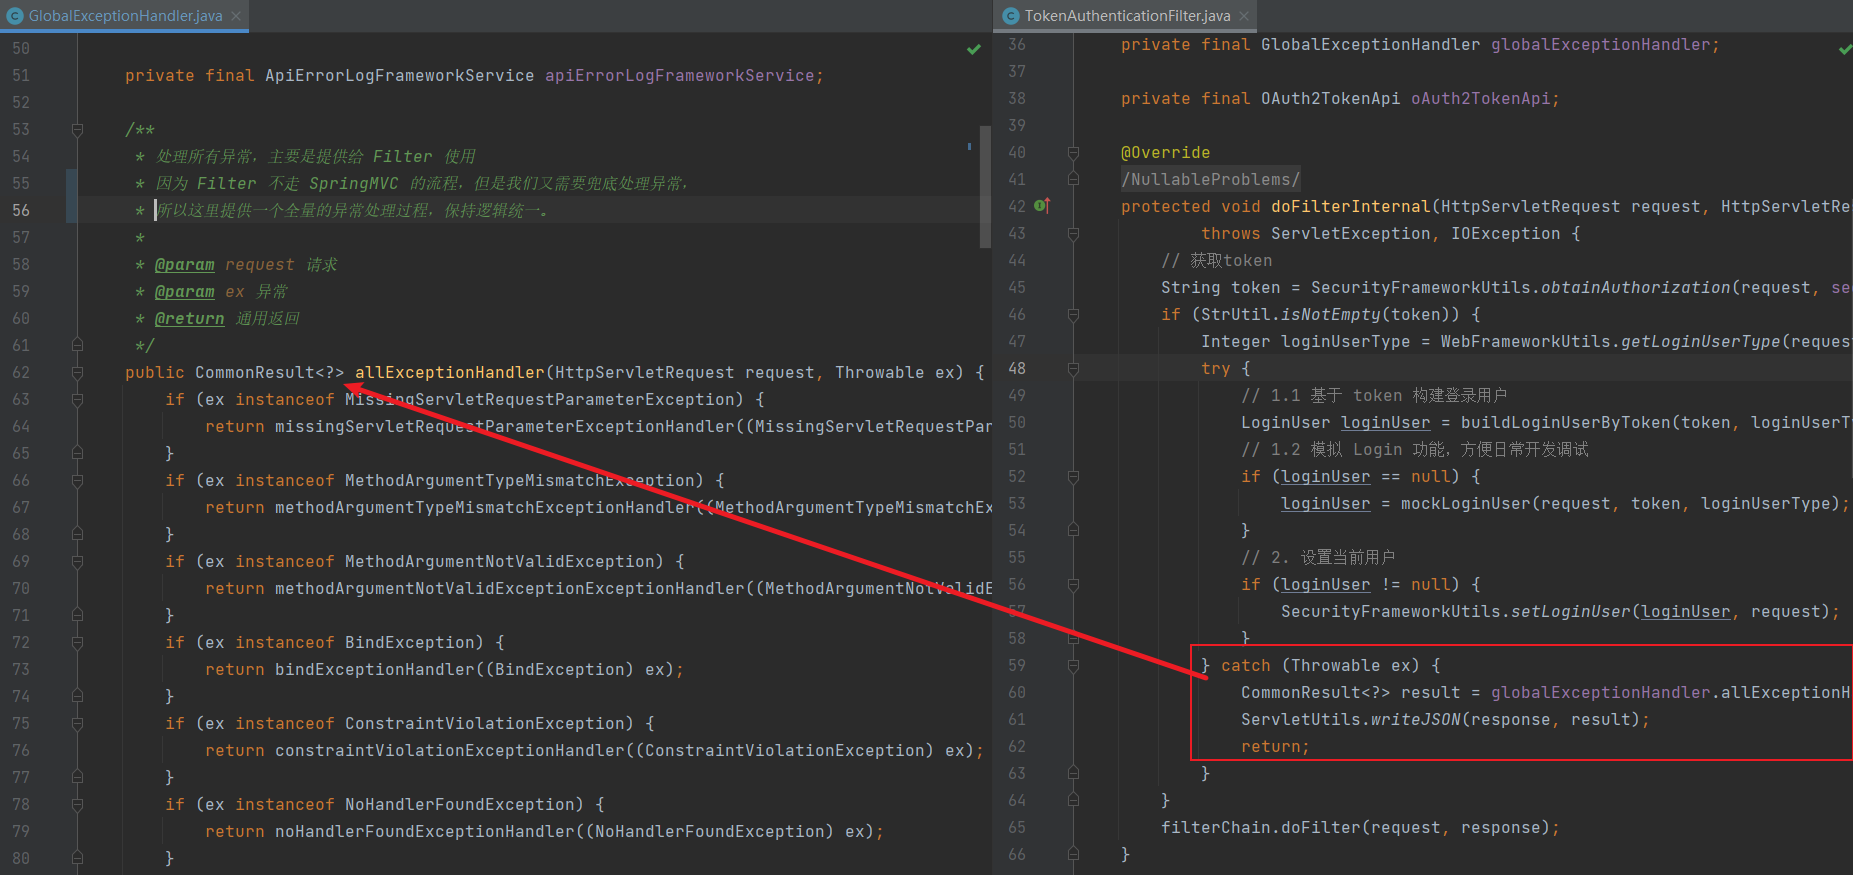 GlobalExceptionHandler.java
50
51 private final ApiErrorLogFrameworkService apiErrorLogFrameworkService;
52
53 /**
54 * 处理所有异常，主要是提供给 Filter 使用
55 * 因为 Filter 不走 SpringMVC 的流程，但是我们又需要兜底处理异常，
56 * 所以这里提供一个全量的异常处理过程，保持逻辑统一。
57 *
58 * @param request 请求
59 * @param ex 异常
60 * @return 通用返回
61 */
62 public CommonResult<?> allExceptionHandler(HttpServletRequest request, Throwable ex) {
63 if (ex instanceof MissingServletRequestParameterException) {
64 return missingServletRequestParameterExceptionHandler((MissingServletRequestPar
65 }
66 if (ex instanceof MethodArgumentTypeMismatchException) {
67 return methodArgumentTypeMismatchExceptionHandler((MethodArgumentTypeMismatchEx
68 }
69 if (ex instanceof MethodArgumentNotValidException) {
70 return methodArgumentNotValidExceptionExceptionHandler((MethodArgumentNotValidE
71 }
72 if (ex instanceof BindException) {
73 return bindExceptionHandler((BindException) ex);
74 }
75 if (ex instanceof ConstraintViolationException) {
76 return constraintViolationExceptionHandler((ConstraintViolationException) ex);
77 }
78 if (ex instanceof NoHandlerFoundException) {
79 return noHandlerFoundExceptionHandler((NoHandlerFoundException) ex);
80 }
TokenAuthenticationFilter.java
36 private final GlobalExceptionHandler globalExceptionHandler;
37
38 private final OAuth2TokenApi oAuth2TokenApi;
39
40 @Override
41 /NullableProblems/
42 protected void doFilterInternal(HttpServletRequest request, HttpServletRe
43 throws ServletException, IOException {
44 // 获取token
45 String token = SecurityFrameworkUtils.obtainAuthorization(request, sec
46 if (StrUtil.isNotEmpty(token)) {
47 Integer loginUserType = WebFrameworkUtils.getLoginUserType(reques
48 try {
49 // 1.1 基于 token 构建登录用户
50 LoginUser loginUser = buildLoginUserByToken(token, loginUserT
51 // 1.2 模拟 Login 功能，方便日常开发调试
52 if (loginUser == null) {
53 loginUser = mockLoginUser(request, token, loginUserType);
54 }
55 // 2. 设置当前用户
56 if (loginUser != null) {
57 SecurityFrameworkUtils.setLoginUser(loginUser, request);
58 }
59 } catch (Throwable ex) {
60 CommonResult<?> result = globalExceptionHandler.allExceptionH
61 ServletUtils.writeJSON(response, result);
62 return;
63 }
64 }
65 filterChain.doFilter(request, response);
66 }